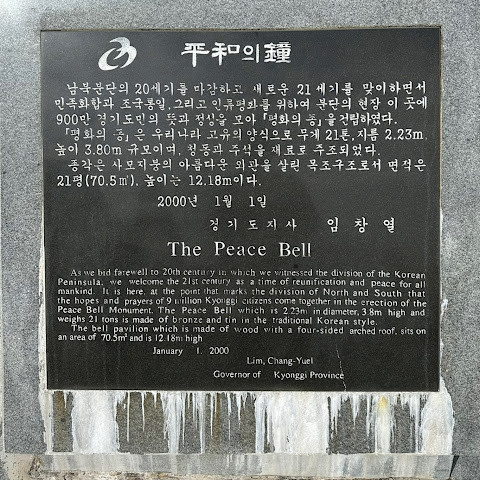 平和의鐘
남북분단의 20세기를 마감하고 새로운 21세기를 맞이하면서
민족화합과 조국통일, 그리고 인류평화를 위하여 분단의 현장 이 곳에
900만 경기도민의 뜻과 정성을 모아 「평화의 종」을 건립하였다.
「평화의 종」은 우리나라 고유의 양식으로 무게 21톤, 지름 2.23m,
높이 3.80m 규모이며, 청동과 주석을 재료로 주조되었다.
종각은 사모지붕의 아름다운 외관을 살린 목조구조로서 면적은
21평(70.5㎡), 높이는 12.18m이다.
2000년 1월 1일
경기도지사 임창열
The Peace Bell
As we bid farewell to 20th century in which we witnessed the division of the Korean
Peninsula, we welcome the 21st century as a time of reunification and peace for all
mankind. It is here, at the point that marks the division of North and South that
the hopes and prayers of 9 million Kyonggi citizens come together in the erection of the
Peace Bell Monument. The Peace Bell which is 2.23m in diameter, 3.8m high and
weighs 21 tons is made of bronze and tin in the traditional Korean style.
The bell pavilion which is made of wood with a four-sided arched roof, sits on
an area of 70.5㎡ and is 12.18m high
January 1. 2000
Lim, Chang-Yuel
Governor of Kyonggi Province